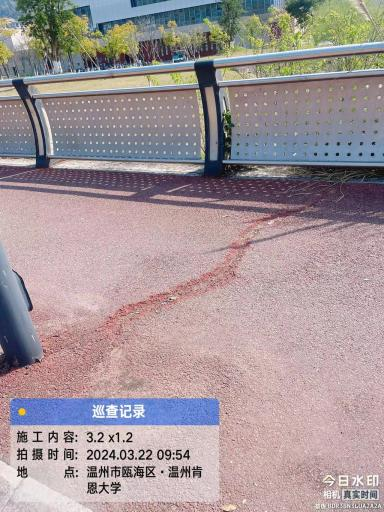 巡查记录
施工内容: 3.2 x1.2
拍摄时间: 2024.03.22 09:54
地点: 温州市瓯海区·温州肯
恩大学
今日水印
相机 真实时间